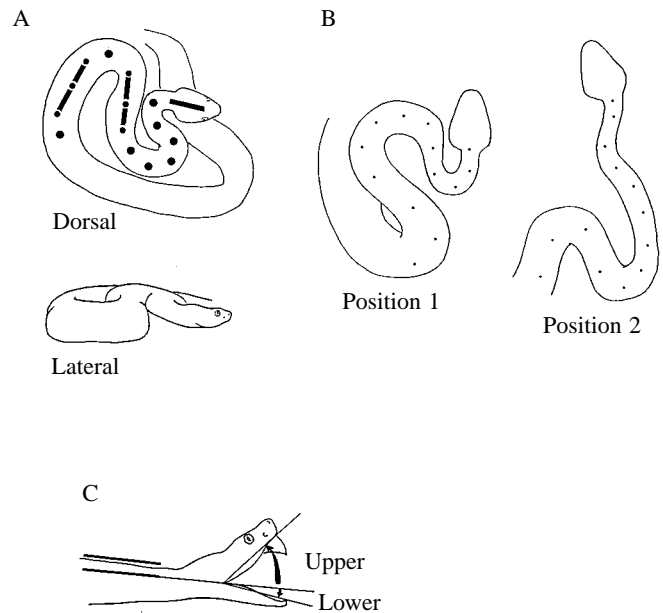 A
B
Dorsal
Position 1
Position 2
Lateral
C
Upper
Lower